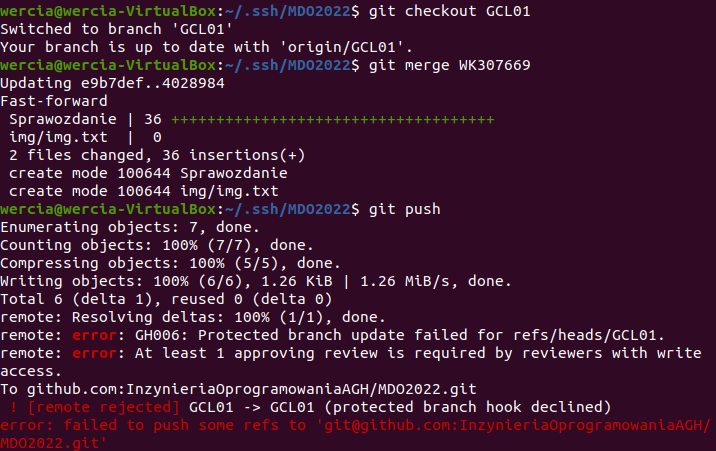 wercia@wercia-VirtualBox:~/.ssh/MDO2022$ git checkout GCL01
Switched to branch 'GCL01'
Your branch is up to date with 'origin/GCL01'.
wercia@wercia-VirtualBox:~/.ssh/MDO2022$ git merge WK307669
Updating e9b7def..4028984
Fast-forward
 Sprawozdanie | 36 ++++++++++++++++++++++++++++++++++++
 img/img.txt  |  0
 2 files changed, 36 insertions(+)
 create mode 100644 Sprawozdanie
 create mode 100644 img/img.txt
wercia@wercia-VirtualBox:~/.ssh/MDO2022$ git push
Enumerating objects: 7, done.
Counting objects: 100% (7/7), done.
Compressing objects: 100% (5/5), done.
Writing objects: 100% (6/6), 1.26 KiB | 1.26 MiB/s, done.
Total 6 (delta 1), reused 0 (delta 0)
remote: Resolving deltas: 100% (1/1), done.
remote: error: GH006: Protected branch update failed for refs/heads/GCL01.
remote: error: At least 1 approving review is required by reviewers with write
access.
To github.com:InzynieriaOprogramowaniaAGH/MDO2022.git
 ! [remote rejected] GCL01 -> GCL01 (protected branch hook declined)
error: failed to push some refs to 'git@github.com:InzynieriaOprogramowaniaAGH/
MDO2022.git'